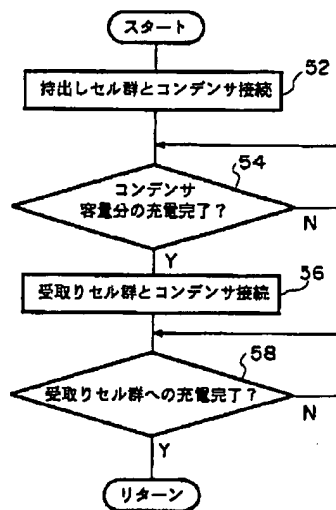 スタート
持出しセル群とコンデンサ接続
52
54
コンデンサ
容量分の充電完了?
N
Y
受取りセル群とコンデンサ接続
56
58
受取りセル群への充電完了?
N
Y
リターン